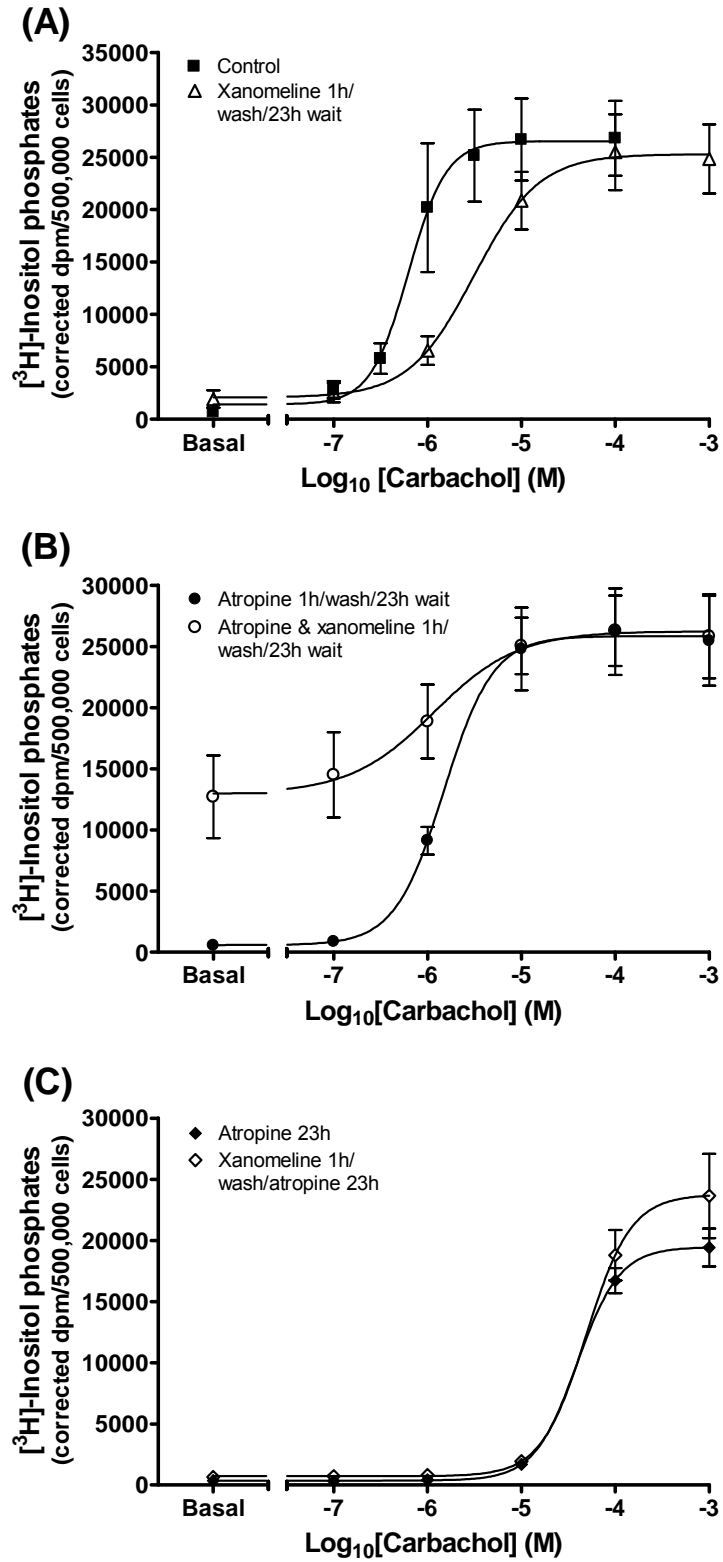 (A)
35000
30000
25000
20000
15000
10000
5000
0
[³H]-Inositol phosphates
(corrected dpm/500,000 cells)
Control
Xanomeline 1h/
wash/23h wait
Basal -7 -6 -5 -4 -3
Log₁₀ [Carbachol] (M)
(B)
30000
25000
20000
15000
10000
5000
0
[³H]-Inositol phosphates
(corrected dpm/500,000 cells)
Atropine 1h/wash/23h wait
Atropine & xanomeline 1h/
wash/23h wait
Basal -7 -6 -5 -4 -3
Log₁₀[Carbachol] (M)
(C)
30000
25000
20000
15000
10000
5000
0
[³H]-Inositol phosphates
(corrected dpm/500,000 cells)
Atropine 23h
Xanomeline 1h/
wash/atropine 23h
Basal -7 -6 -5 -4 -3
Log₁₀[Carbachol] (M)